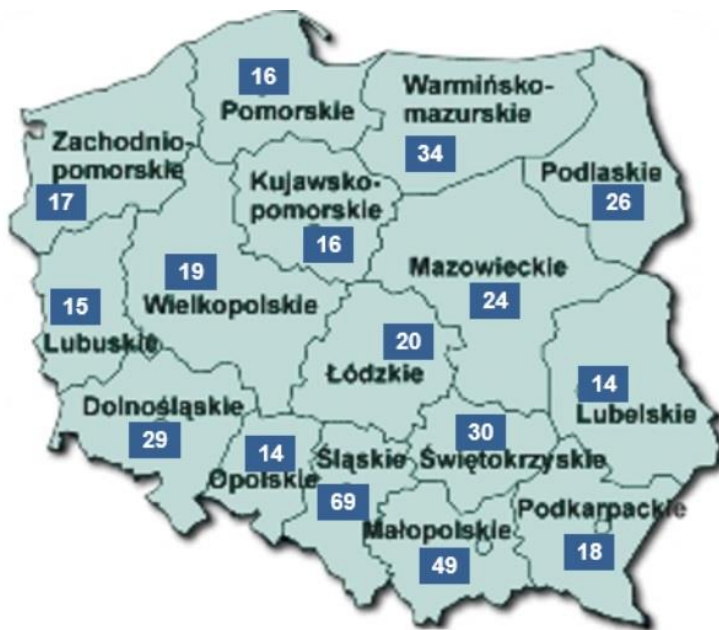 16
Pomorskie
Warmińsko-
mazurskie
34
Zachodnio-
pomorskie
17
Kujawsko-
pomorskie
16
Podlaskie
26
19
Wielkopolskie
Mazowieckie
24
15
Lubuskie
20
Łódzkie
14
Lubelskie
Dolnośląskie
29
14
Opolskie
Śląskie
69
30
Świętokrzyskie
Małopolskie
49
Podkarpackie
18